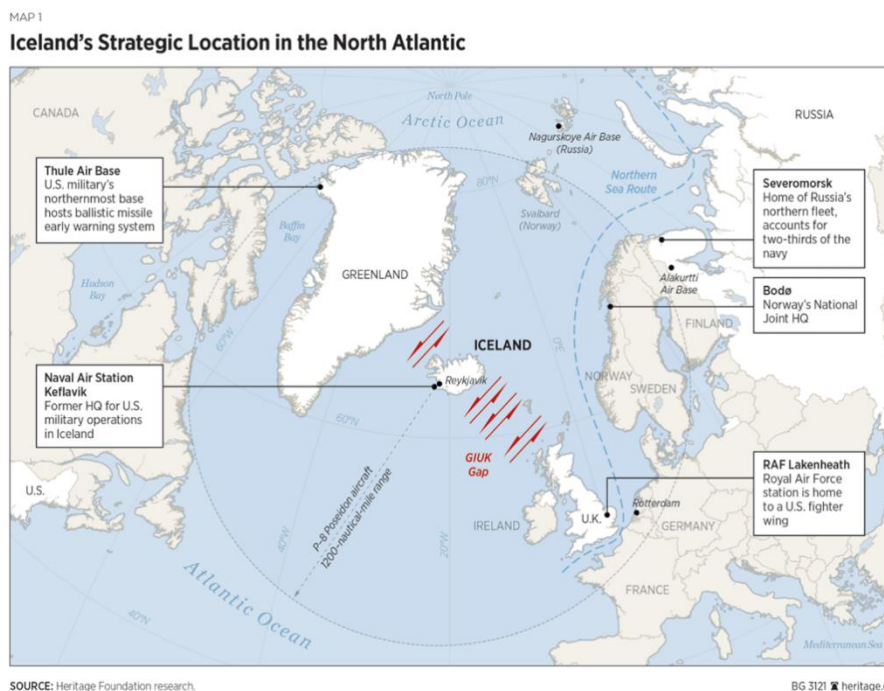 MAP 1
Iceland's Strategic Location in the North Atlantic
CANADA
North Pole
Arctic Ocean
RUSSIA
Nagurskoye Air Base
(Russia)
Thule Air Base
U.S. military's
northernmost base
hosts ballistic missile
early warning system
80°N
Northern
Sea Route
Severomorsk
Home of Russia's
northern fleet,
accounts for
two-thirds of the
navy
Svalbard
(Norway)
Baffin
Bay
GREENLAND
Hudson
Bay
Alakurtti
Air Base
Bodø
Norway's National
Joint HQ
FINLAND
60°W
ICELAND
0°E
Naval Air Station
Keflavik
Former HQ for U.S.
military operations
in Iceland
Reykjavik
NORWAY
SWEDEN
60°N
GIUK
Gap
RAF Lakenheath
Royal Air Force
station is home
to a U.S. fighter
wing
U.S.
Rotterdam
P-8 Poseidon aircraft
1200-nautical-mile range
IRELAND
U.K.
GERMANY
40°W
20°W
FRANCE
Atlantic Ocean
40°N
40°N
Mediterranean Sea
SOURCE: Heritage Foundation research.
BG 3121 heritage.